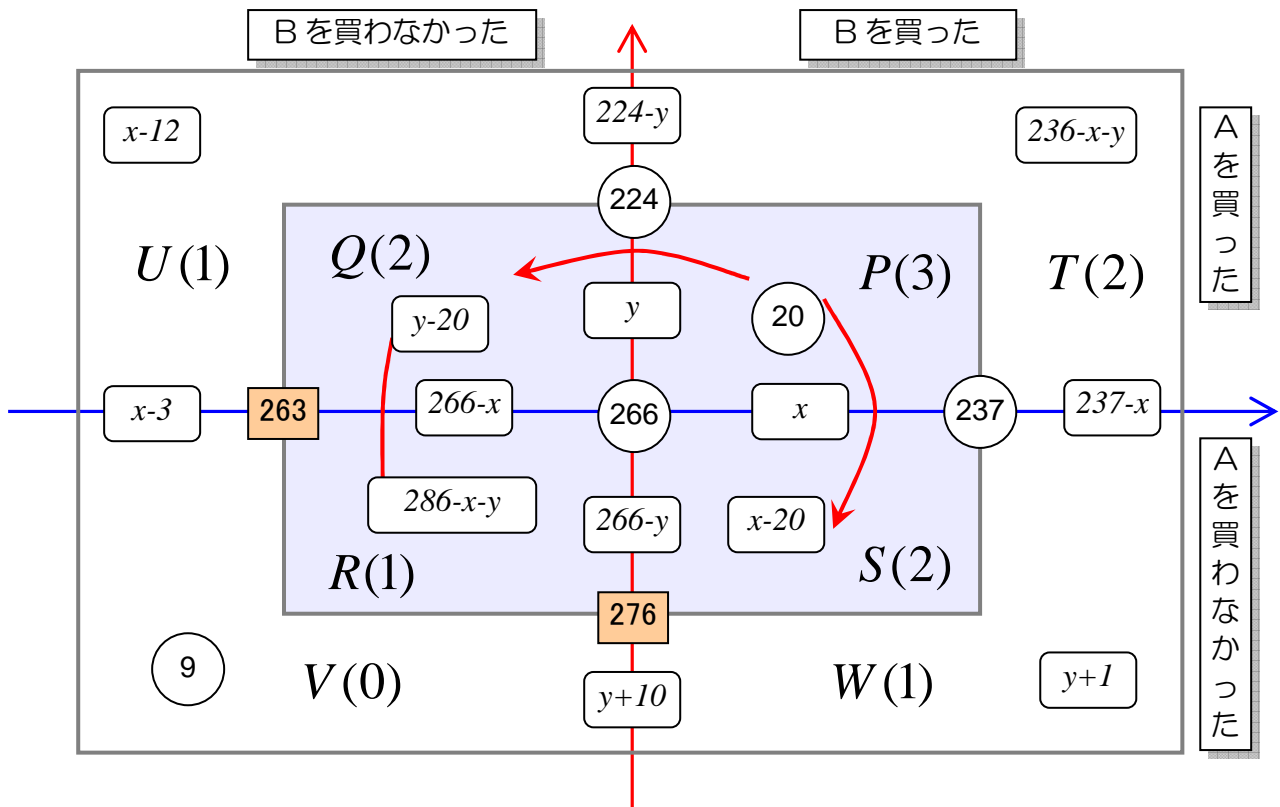 Bを買わなかった
Bを買った
x-12
224-y
236-x-y
Aを買った
224
U(1)
Q(2)
P(3)
T(2)
y-20
y
20
x-3
263
266-x
266
x
237
237-x
286-x-y
266-y
x-20
Aを買わなかった
R(1)
S(2)
276
9
V(0)
y+10
W(1)
y+1